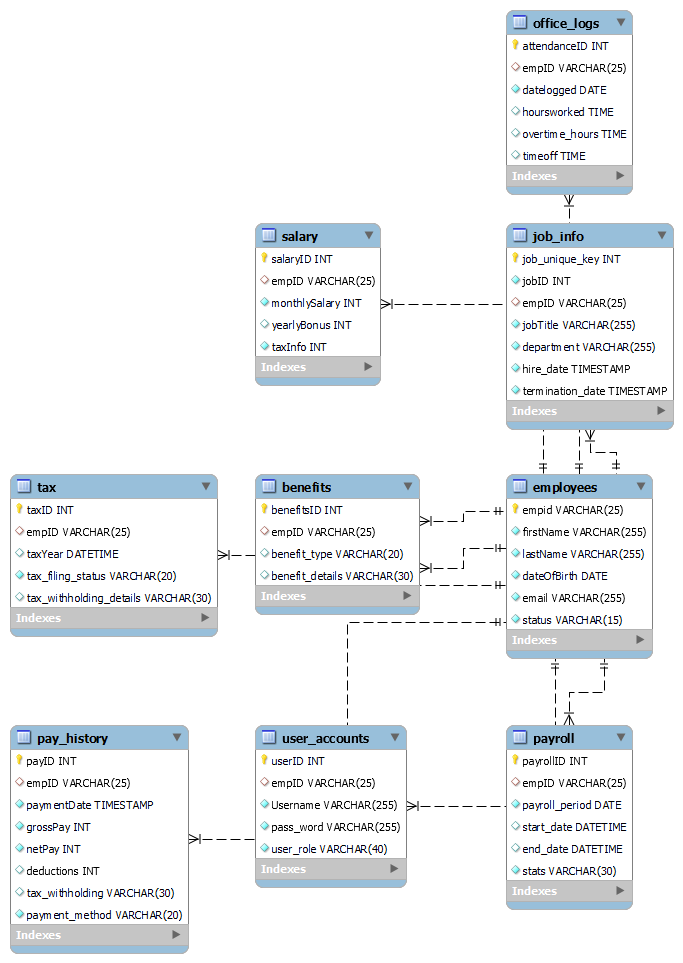 office_logs
attendanceID INT
empID VARCHAR(25)
datelogged DATE
hoursworked TIME
overtime_hours TIME
timeoff TIME
Indexes
salary
salaryID INT
empID VARCHAR(25)
monthlySalary INT
yearlyBonus INT
taxInfo INT
Indexes
job_info
job_unique_key INT
jobID INT
empID VARCHAR(25)
jobTitle VARCHAR(255)
department VARCHAR(255)
hire_date TIMESTAMP
termination_date TIMESTAMP
Indexes
tax
taxID INT
empID VARCHAR(25)
taxYear DATETIME
tax_filing_status VARCHAR(20)
tax_withholding_details VARCHAR(30)
Indexes
benefits
benefitsID INT
empID VARCHAR(25)
benefit_type VARCHAR(20)
benefit_details VARCHAR(30)
Indexes
employees
empid VARCHAR(25)
firstName VARCHAR(255)
lastName VARCHAR(255)
dateOfBirth DATE
email VARCHAR(255)
status VARCHAR(15)
Indexes
pay_history
payID INT
empID VARCHAR(25)
paymentDate TIMESTAMP
grossPay INT
netPay INT
deductions INT
tax_withholding VARCHAR(30)
payment_method VARCHAR(20)
Indexes
user_accounts
userID INT
empID VARCHAR(25)
Username VARCHAR(255)
pass_word VARCHAR(255)
user_role VARCHAR(40)
Indexes
payroll
payrollID INT
empID VARCHAR(25)
payroll_period DATE
start_date DATETIME
end_date DATETIME
stats VARCHAR(30)
Indexes